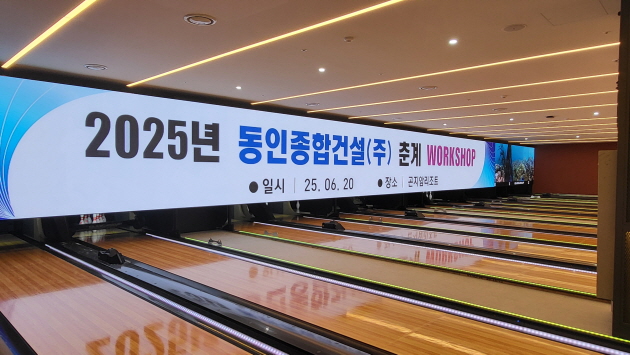 2025년 동인종합건설(주) 춘계 WORKSHOP
● 일시 | 25. 06. 20 ● 장소 | 곤지암리조트